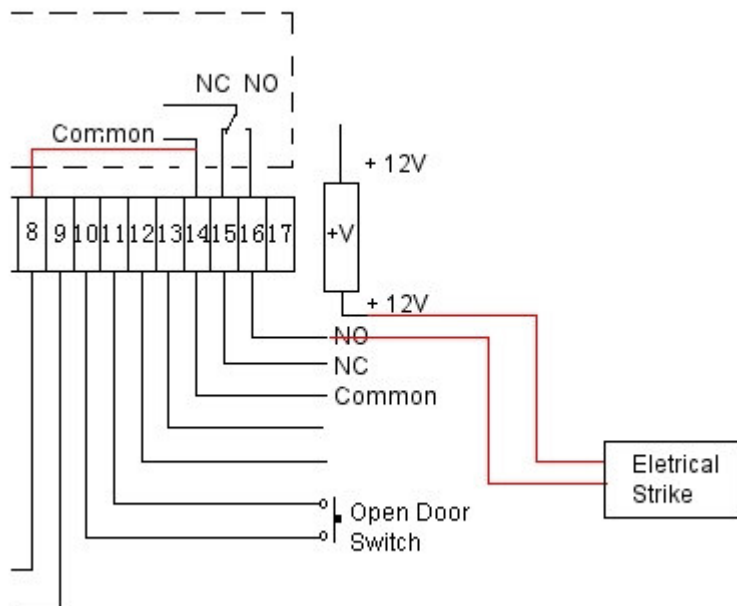 NC NO
Common
+ 12V
8 9 10 11 12 13 14 15 16 17
+V
+ 12V
NO
NC
Common
Eletrical
Strike
Open Door
Switch